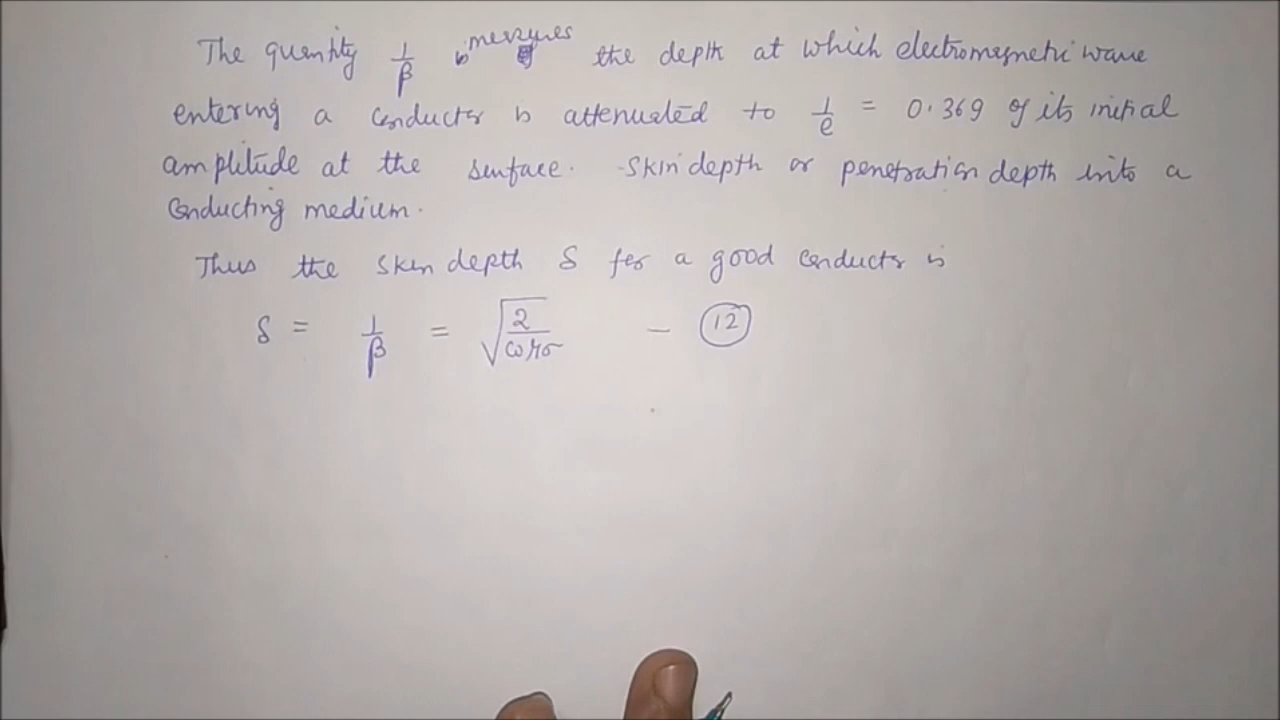 The quantity 1/β measures the depth at which electromagnetic wave
entering a conductor is attenuated to 1/e = 0.369 of its initial
amplitude at the surface. Skin depth or penetration depth into a
conducting medium.
Thus the skin depth δ for a good conductor is
δ = 1/β = √(2/ωμσ) - (12)